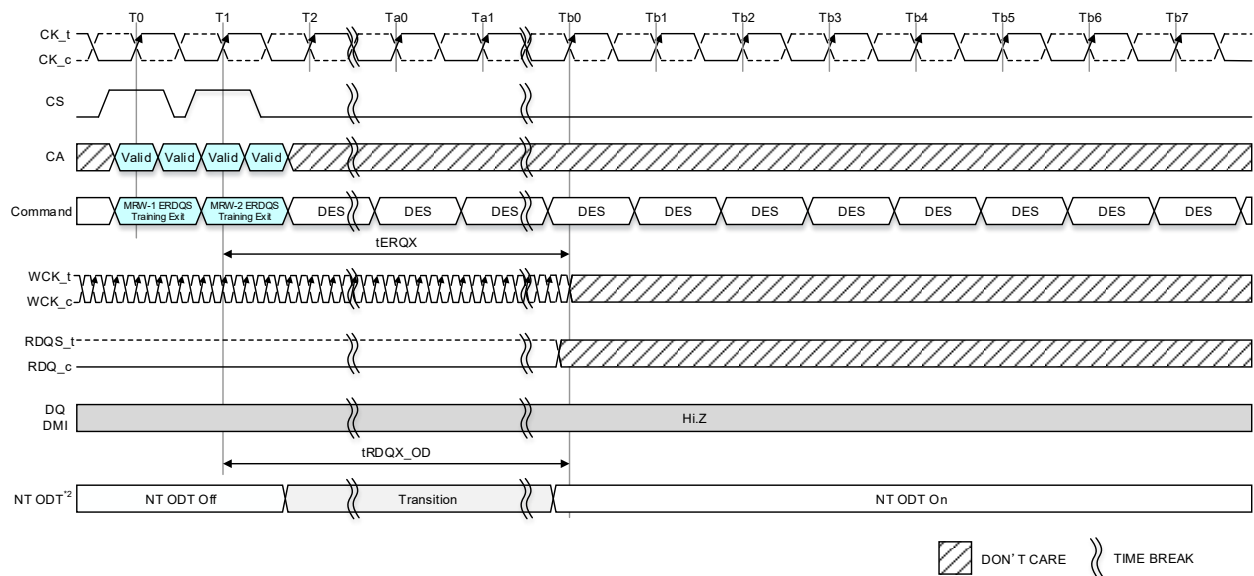 T0 T1 T2 Ta0 Ta1 Tb0 Tb1 Tb2 Tb3 Tb4 Tb5 Tb6 Tb7
CK_t
CK_c
CS
CA Valid Valid Valid Valid
Command MRW-1 ERDQS Training Exit MRW-2 ERDQS Training Exit DES DES DES DES DES DES DES DES DES DES DES
tERQX
WCK_t
WCK_c
RDQS_t
RDQ_c
DQ
DMI
Hi.Z
tRDQX_OD
NT ODT*2 NT ODT Off Transition NT ODT On
DON'T CARE TIME BREAK